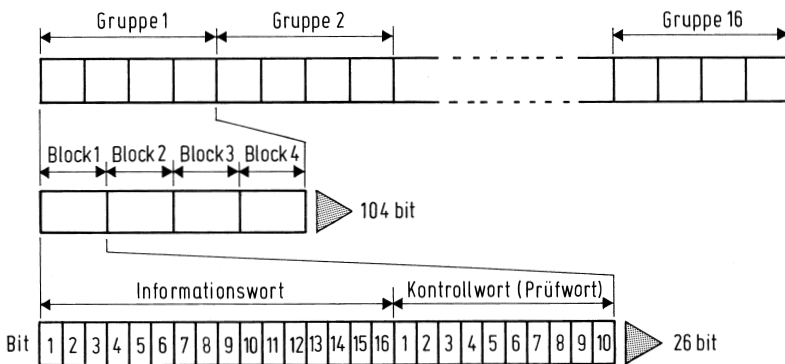 Gruppe 1 Gruppe 2 Gruppe 16
Block 1 Block 2 Block 3 Block 4
104 bit
Informationswort Kontrollwort (Prüfwort)
Bit 1 2 3 4 5 6 7 8 9 10 11 12 13 14 15 16 1 2 3 4 5 6 7 8 9 10 26 bit